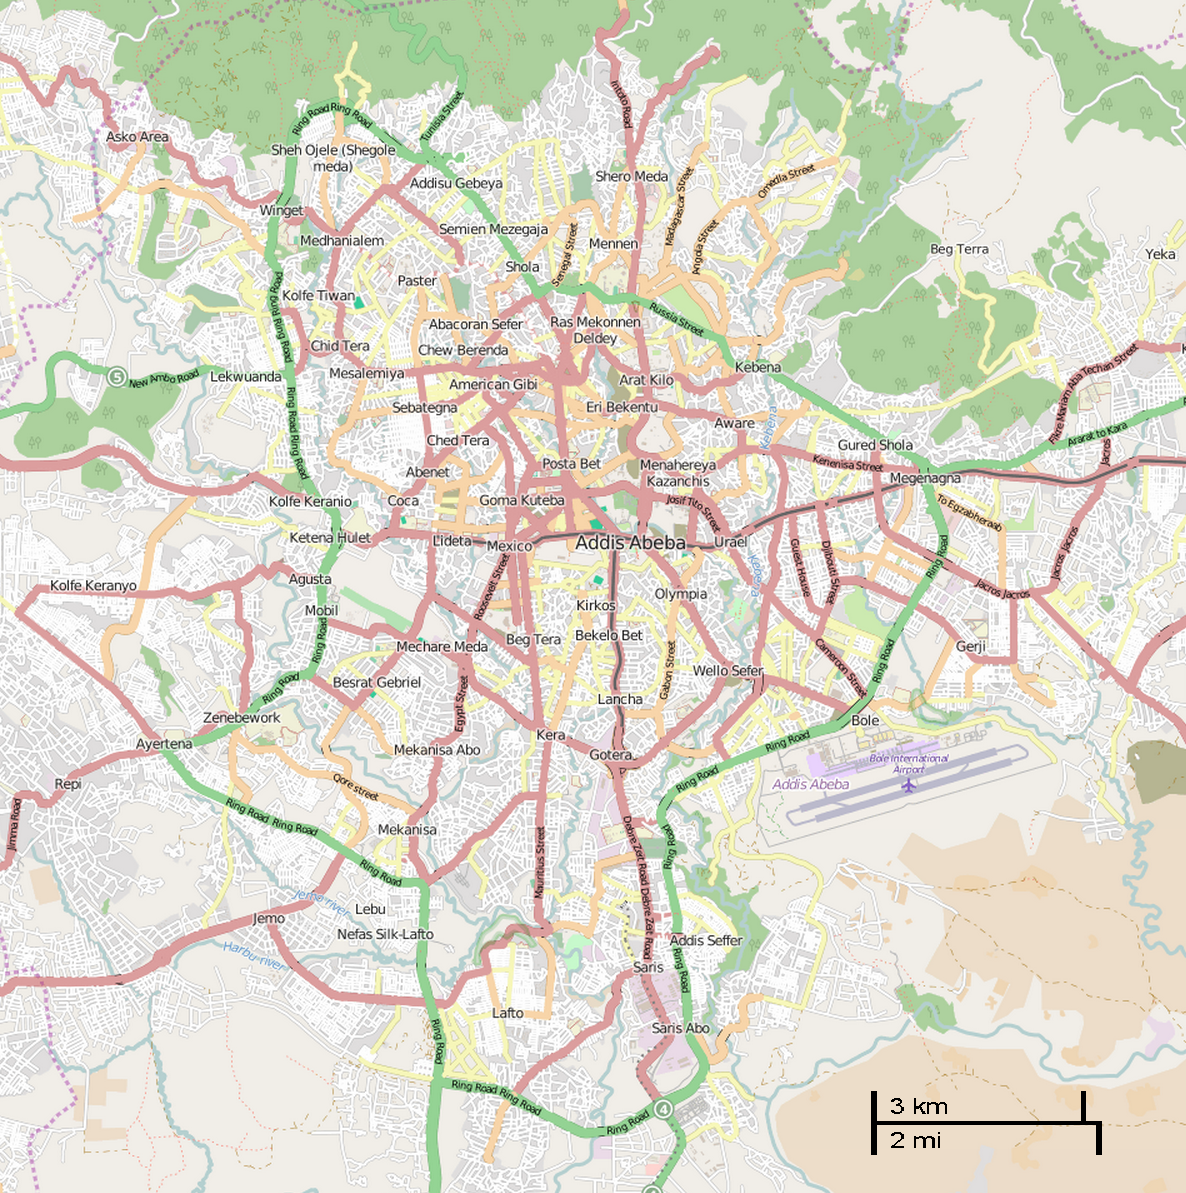 Entoto Road
Tunisia Street
Ring Road Ring Road
Asko Area
Sheh Ojele (Shegole
meda)
Addisu Gebeya
Shero Meda
Madagascar Street
Omedla Street
Winget
Semien Mezegaja
Medhanialem
Mennen
Angola Street
Senegal Street
Beg Terra
Yeka
Paster
Shola
Kolfe Tiwan
Ring Road Ring Road
Russia Street
Abacoran Sefer
Ras Mekonnen
Deldey
Chid Tera
Chew Berenda
Kebena
Fikre Mariam Aba Techan Street
K
5
New Ambo Road
Lekwuanda
Mesalemiya
American Gibi
Arat Kilo
Sebategna
Eri Bekentu
Aware
Kebena
Ring Road Ring Road
Ched Tera
Gured Shola
Ararat to Kara
Jacros
Abenet
Posta Bet
Menahereya
Kazanchis
Kenenisa Street
Megenagna
Kolfe Keranio
Coca
Goma Kuteba
Josif Tito Street
To Egzabheraab
Ketena Hulet
Lideta
Mexico
Addis Abeba
Urael
Ring Road
Guest House
Djibouti Street
Jacros Jacros
Kolfe Keranyo
Agusta
Roosevelt Street
Kebena
Olympia
Jacros Jacros
Mobil
Kirkos
Ring Road
Mechare Meda
Beg Tera
Bekelo Bet
Gerji
Ring Road
Cameroon Street
Besrat Gebriel
Gabon Street
Wello Sefer
Ring Road
Egypt Street
Lancha
Zenebework
Bole
Ayertena
Kera
Ring Road
Mekanisa Abo
Gotera
Bole International
Airport
Repi
Qore street
Ring Road
Addis Abeba
Jimma Road
Ring Road Ring Road
Mekanisa
Debre Zeit Road Debre Zeit Road
Ring Road
Mauritius Street
Ring Road
Jemo river
Lebu
Jemo
Nefas Silk-Lafto
Addis Seffer
Harbu river
Saris
Ring Road
Lafto
Saris Abo
Ring Road
Ring Road Ring Road
4
Ring Road
3 km
2 mi